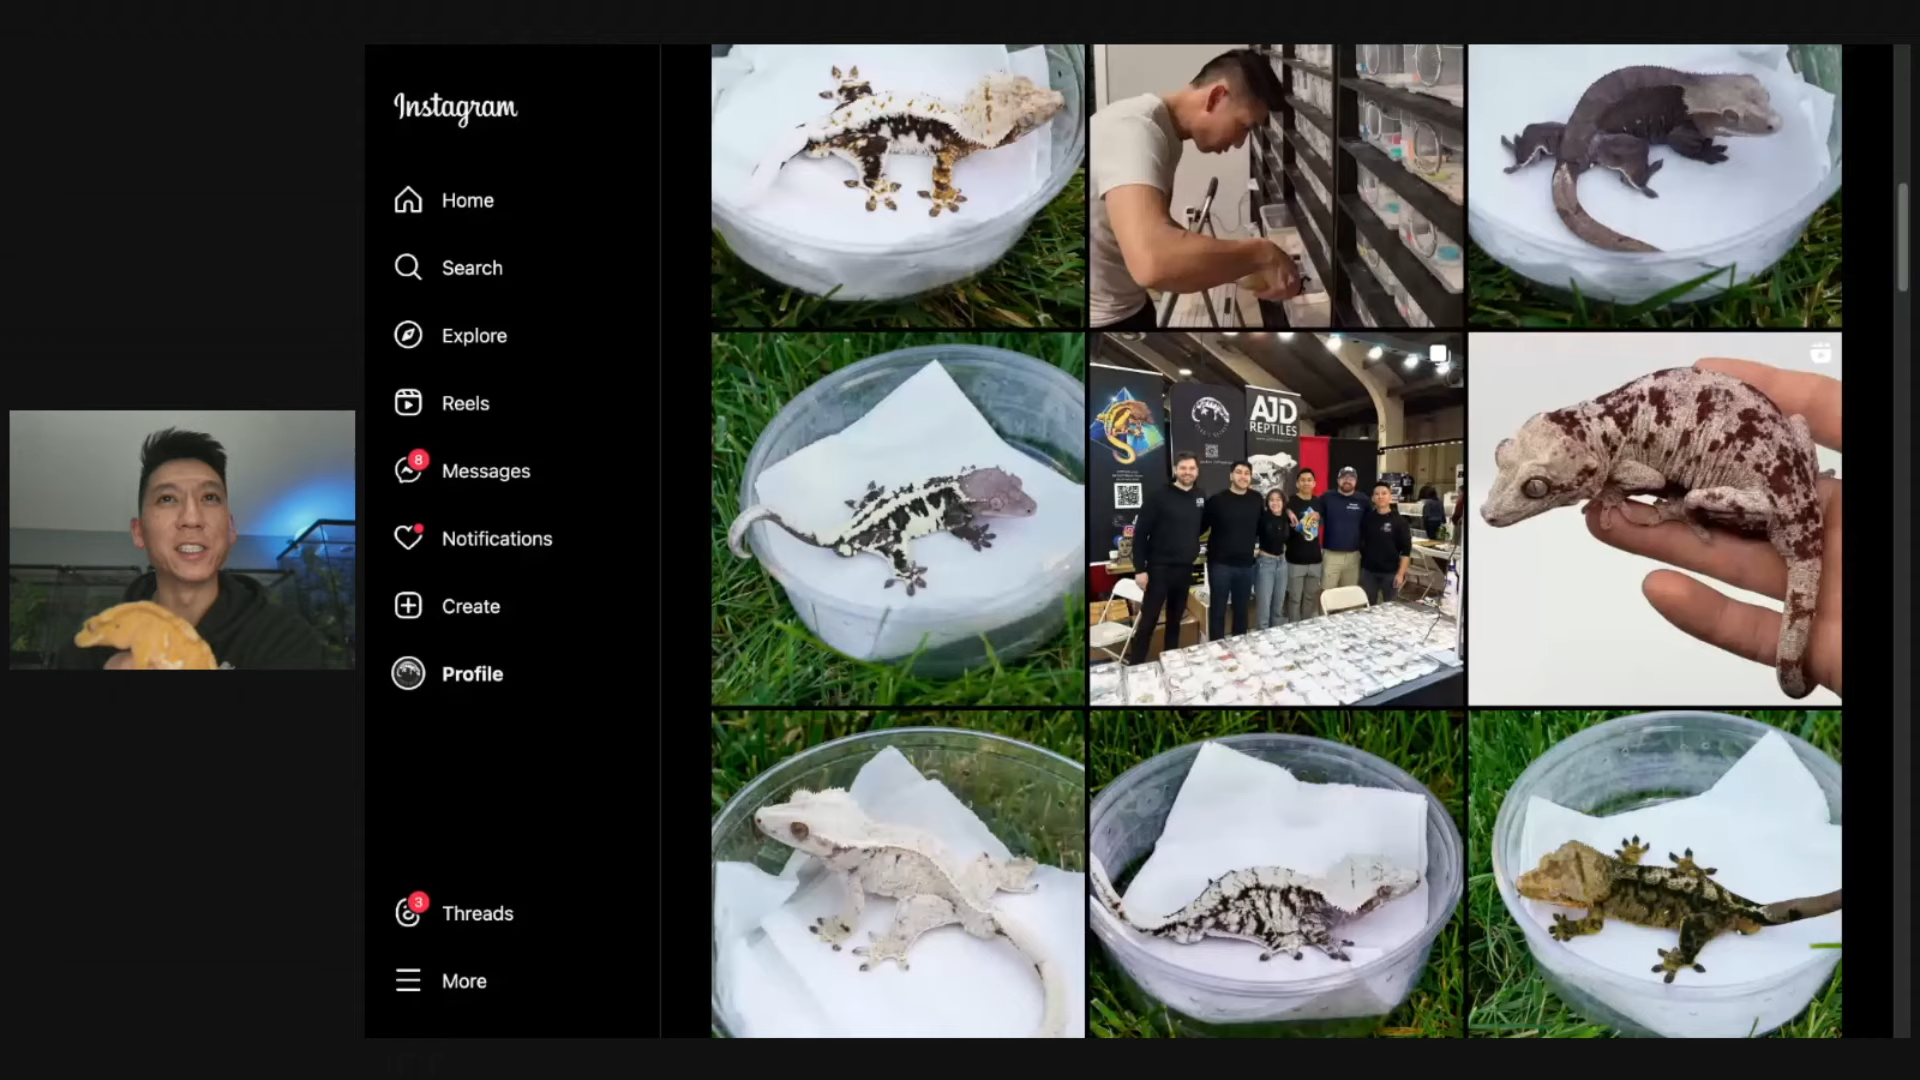 Instagram
Home
Search
Explore
Reels
8
Messages
Notifications
Create
Profile
3
Threads
More
AJD
REPTILES